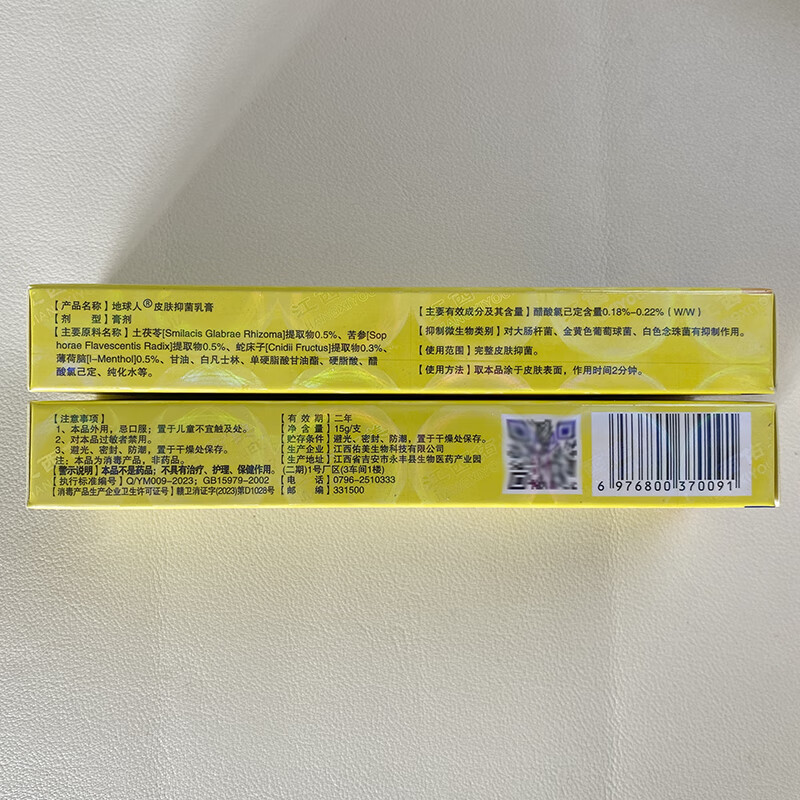 【产品名称】地球人®皮肤抑菌乳膏
【剂 型】膏剂
【主要原料名称】土茯苓[Smilacis Glabrae Rhizoma]提取物0.5%、苦参[Sop
horae Flavescentis Radix]提取物0.5%、蛇床子[Cnidii Fructus]提取物0.3%、
薄荷脑[l-Menthol]0.5%、甘油、白凡士林、单硬脂酸甘油酯、硬脂酸、醋
酸氯己定、纯化水等。
【主要有效成分及其含量】醋酸氯己定含量0.18%-0.22%（W/W）
【抑制微生物类别】对大肠杆菌、金黄色葡萄球菌、白色念珠菌有抑制作用。
【使用范围】完整皮肤抑菌。
【使用方法】取本品涂于皮肤表面，作用时间2分钟。
【注意事项】
1、本品外用，忌口服；置于儿童不宜触及处。
2、对本品过敏者禁用。
3、避光、密封、防潮，置于干燥处保存。
注：本品为消毒产品，非药品。
【警示说明】本品不是药品；不具有治疗、护理、保健作用。
【执行标准编号】Q/YM009-2023；GB15979-2002
【消毒产品生产企业卫生许可证号】赣卫消证字(2023)第D1028号
【有 效 期】二年
【净 含 量】15g/支
【贮存条件】避光、密封、防潮，置于干燥处保存。
【生产企业】江西佑美生物科技有限公司
【生产地址】江西省吉安市永丰县生物医药产业园
(二期)1号厂区(3车间1楼)
【电 话】0796-2510333
【邮 编】331500
6 976800 370091